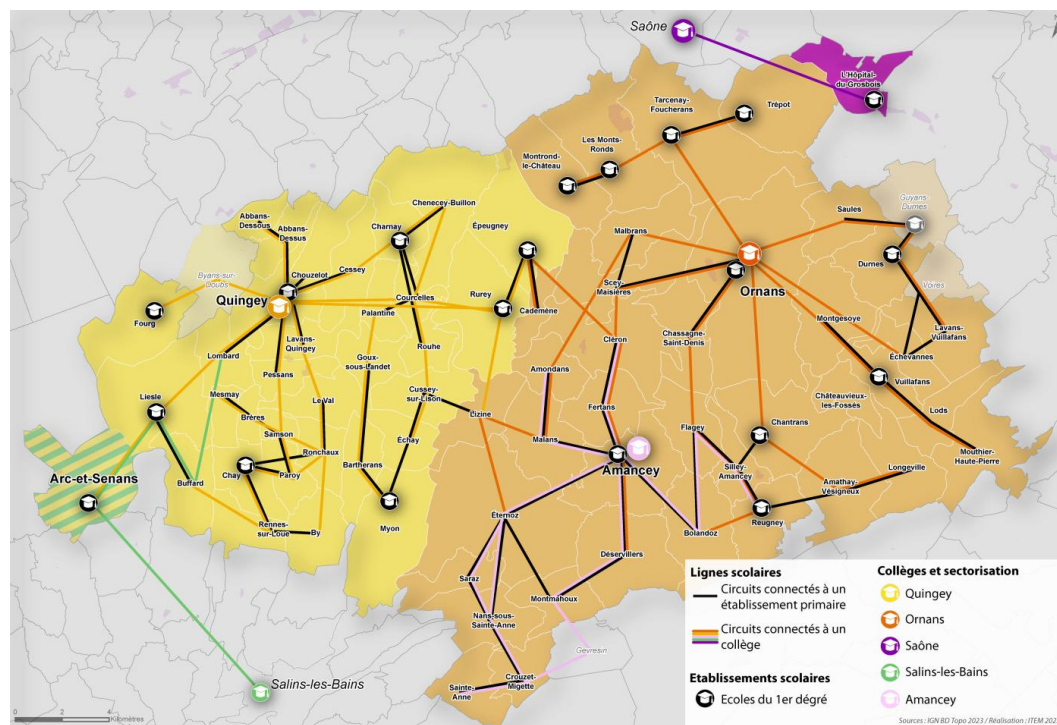 Saône
L'Hôpital-
du-Grosbois
Tarcenay-
Foucherans
Trépot
Les Monts-
Ronds
Montrond-
le-Château
Chenecey-Buillon
Abbans-
Dessous
Abbans-
Dessus
Charnay
Épeugney
Malbrans
Saules
Guyans
Durnes
Durnes
Byans-sur-
Doubs
Chouzelot
Cessey
Quingey
Fourg
Courcelles
Palantine
Rurey
Cademène
Scey-
Maisières
Ornans
Voires
Montgesoye
Lavans-
Vuillafans
Échevannes
Lavans-
Quingey
Rouhe
Cléron
Chassagne-
Saint-Denis
Lombard
Pessans
Goux-
sous-Landet
Amondans
Vuillafans
Châteauvieux-
les-Fossés
Liesle
Mesmay
Le Val
Cussey-
sur-Lison
Brères
Lizine
Fertans
Lods
Samson
Échay
Malans
Flagey
Chantrans
Mouthier-
Haute-Pierre
Ronchaux
Amancey
Arc-et-Senans
Buffard
Chay
Paroy
Bartherans
Silley-
Amancey
Longeville
Amathay-
Vésigneux
Reugney
Rennes-
sur-Loue
By
Myon
Éternoz
Bolandoz
Déservillers
Saraz
Montmahoux
Nans-sous-
Sainte-Anne
Gevresin
Crouzet-
Migette
Sainte-
Anne
Salins-les-Bains
Lignes scolaires
Circuits connectés à un
établissement primaire
Circuits connectés à un
collège
Etablissements scolaires
Ecoles du 1er dégré
Collèges et sectorisation
Quingey
Ornans
Saône
Salins-les-Bains
Amancey
0 2 4
Kilomètres
Sources : IGN BD Topo 2023 / Réalisation : ITEM 202